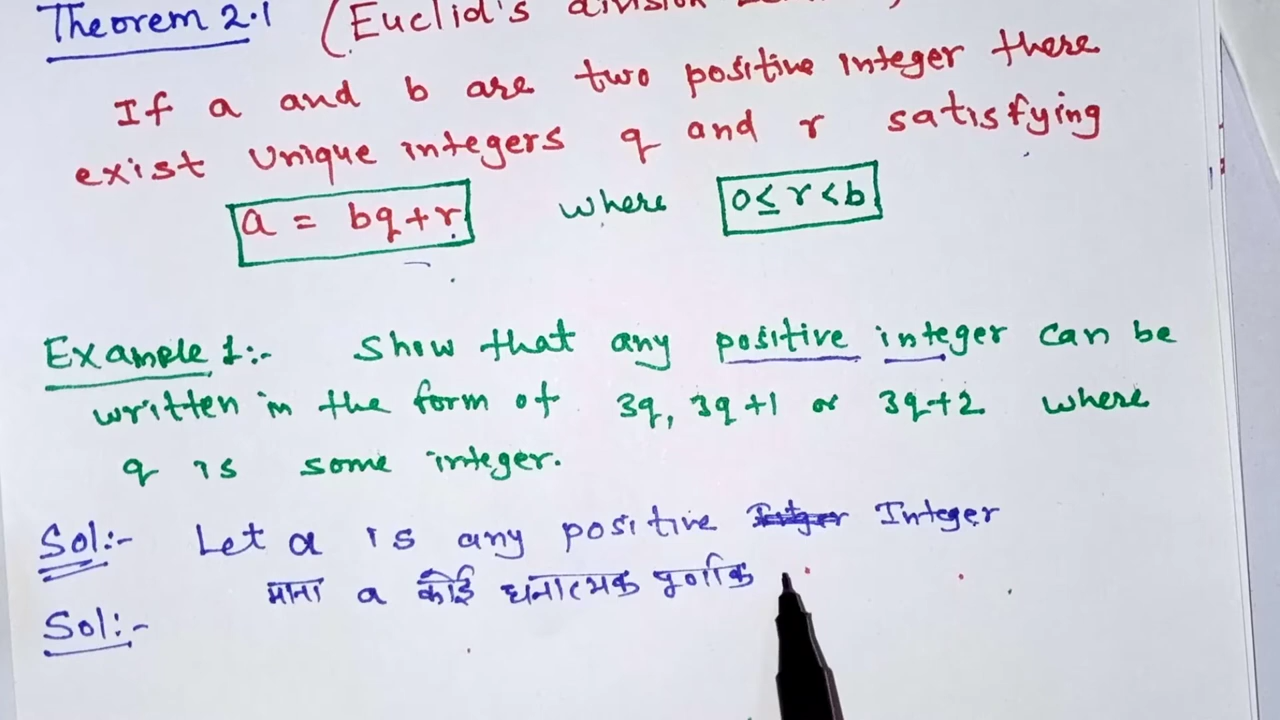 Theorem 2.1 (Euclid's division
If a and b are two positive integer there
exist unique integers q and r satisfying
a = bq+r where 0≤r<b
Example 1:- Show that any positive integer can be
written in the form of 3q, 3q+1 or 3q+2 where
q is some integer.
Sol:- Let a is any positive Integer
माना a कोई धनात्मक पूर्णांक
Sol:-